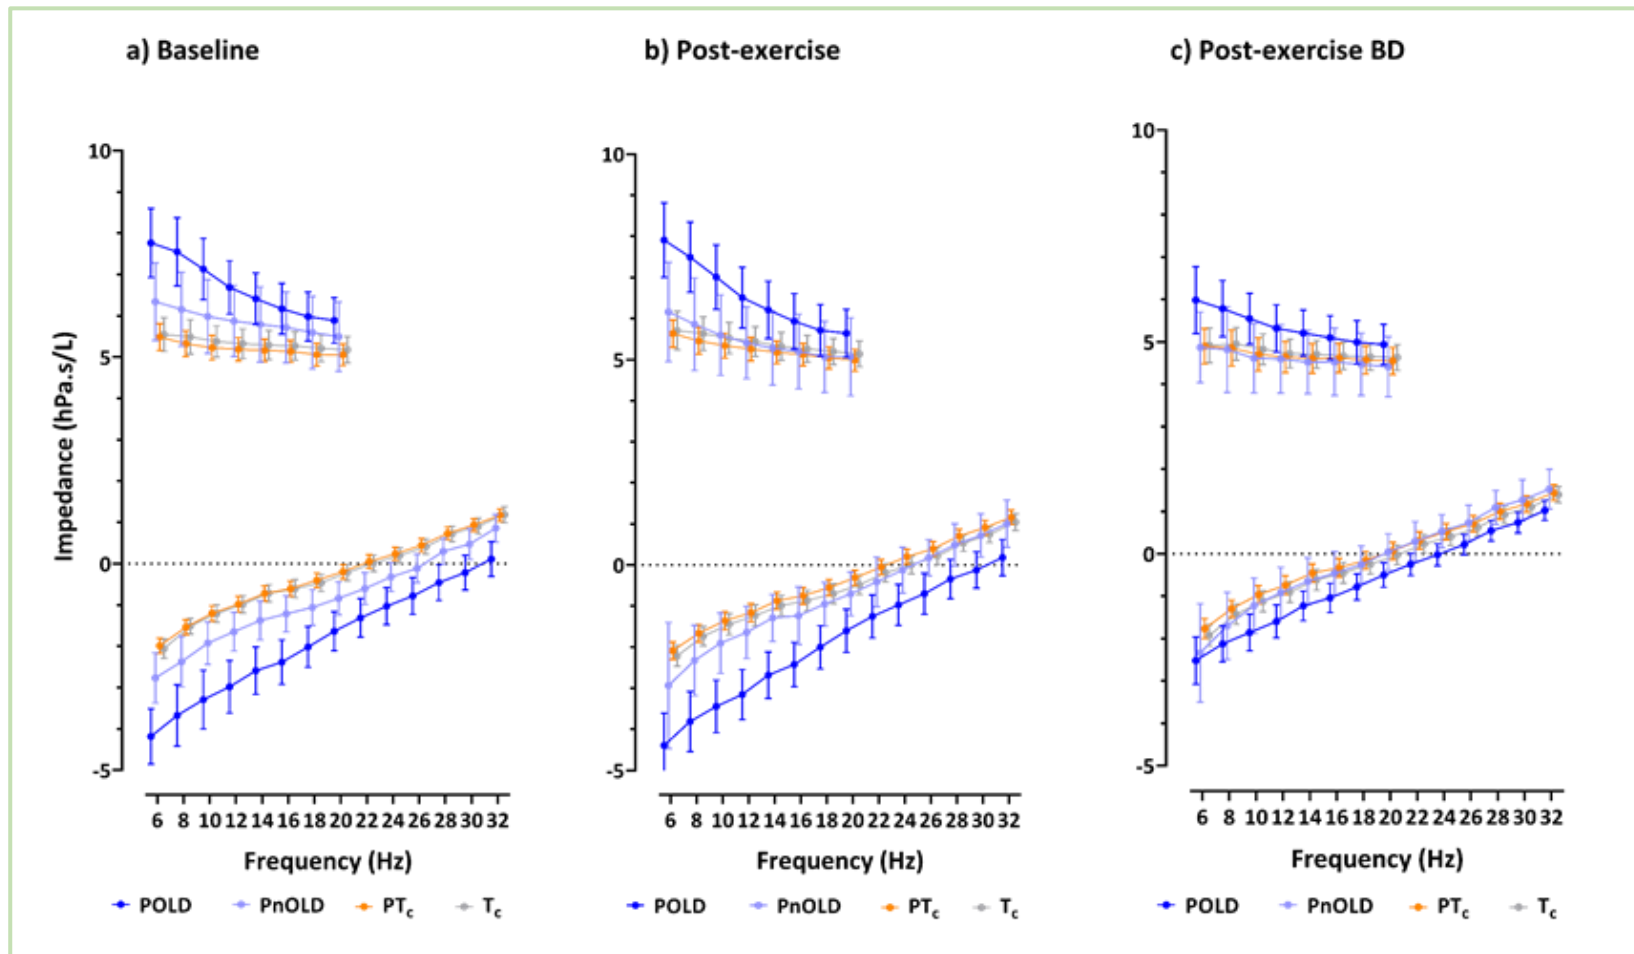 a) Baseline
b) Post-exercise
c) Post-exercise BD
Impedance (hPa.s/L)
10
5
0
-5
6 8 10 12 14 16 18 20 22 24 26 28 30 32
Frequency (Hz)
POLD PnOLD PTc Tc
10
5
0
-5
6 8 10 12 14 16 18 20 22 24 26 28 30 32
Frequency (Hz)
POLD PnOLD PTc Tc
10
5
0
-5
6 8 10 12 14 16 18 20 22 24 26 28 30 32
Frequency (Hz)
POLD PnOLD PTc Tc